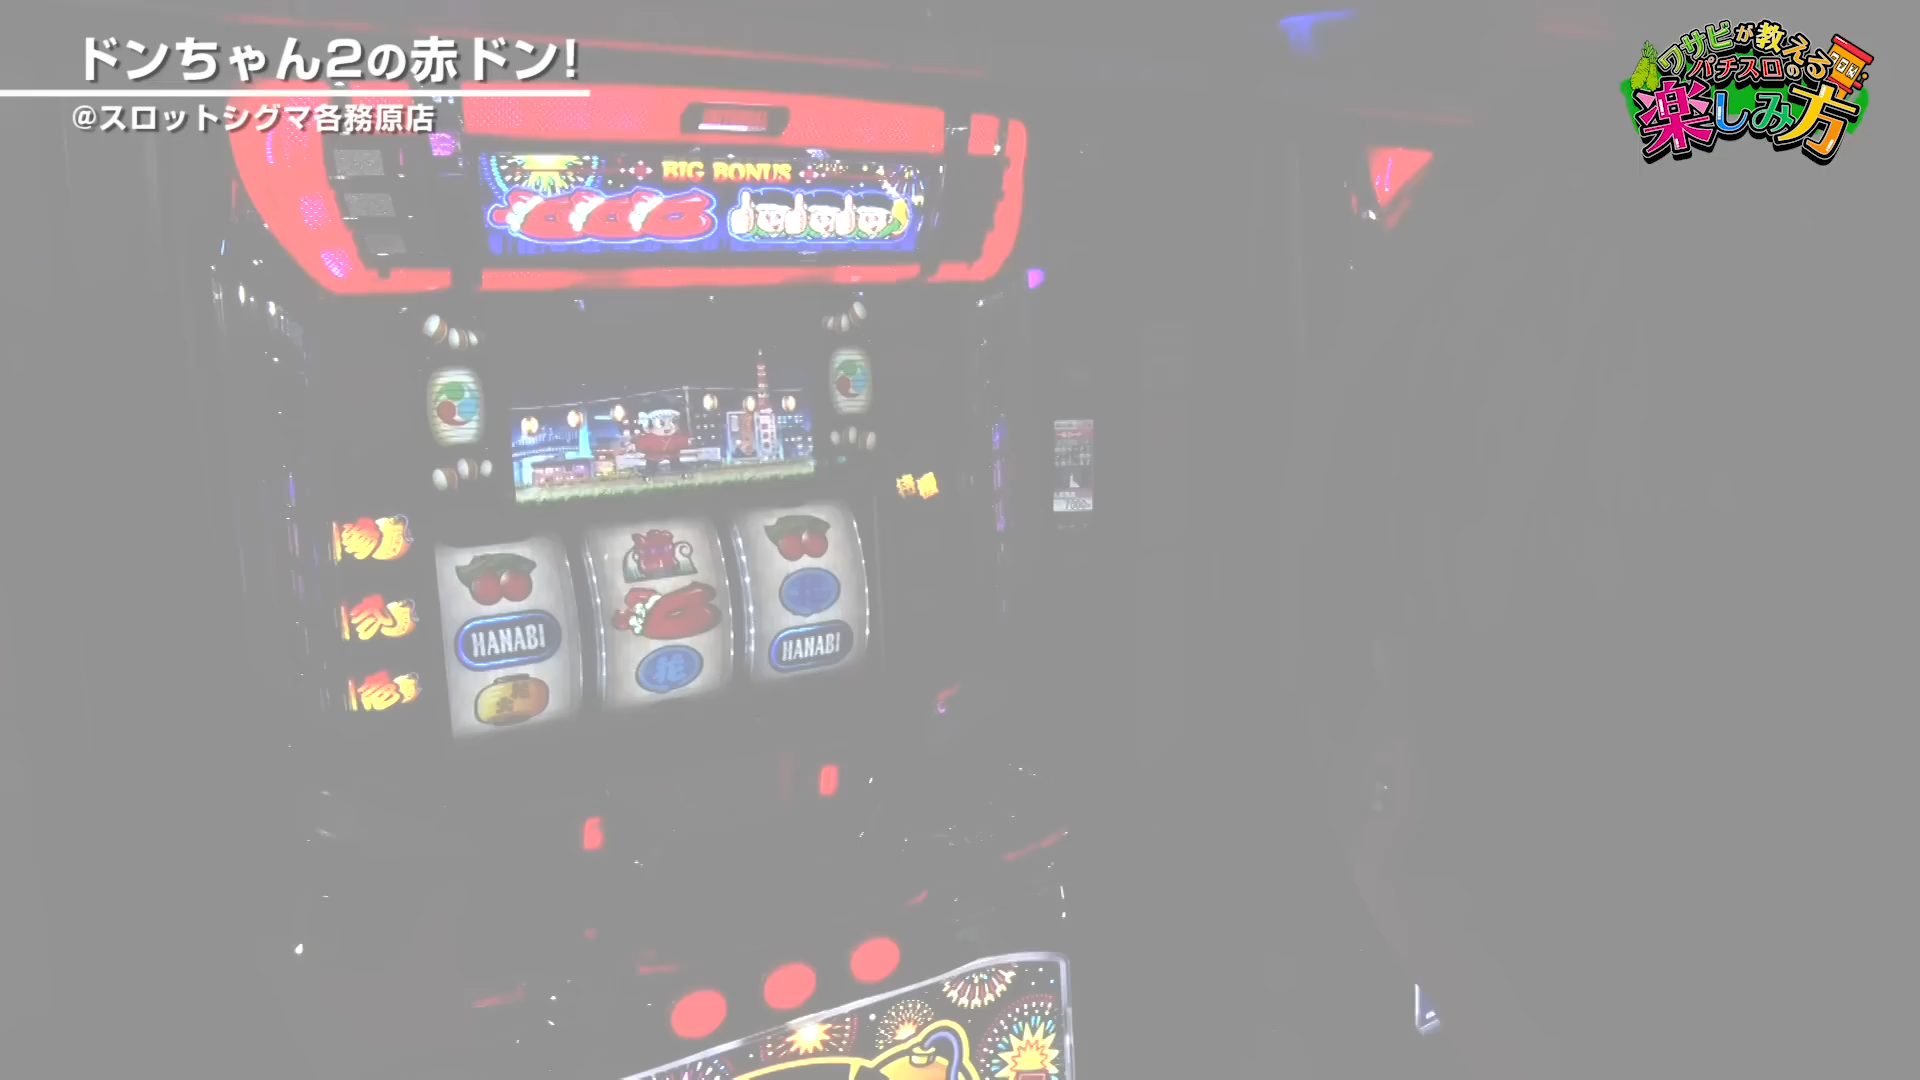 ドンちゃん2の赤ドン!
@スロットシグマ各務原店
ワサビが教える
パチスロの
楽しみ方
BIG BONUS
HANABI
HANABI